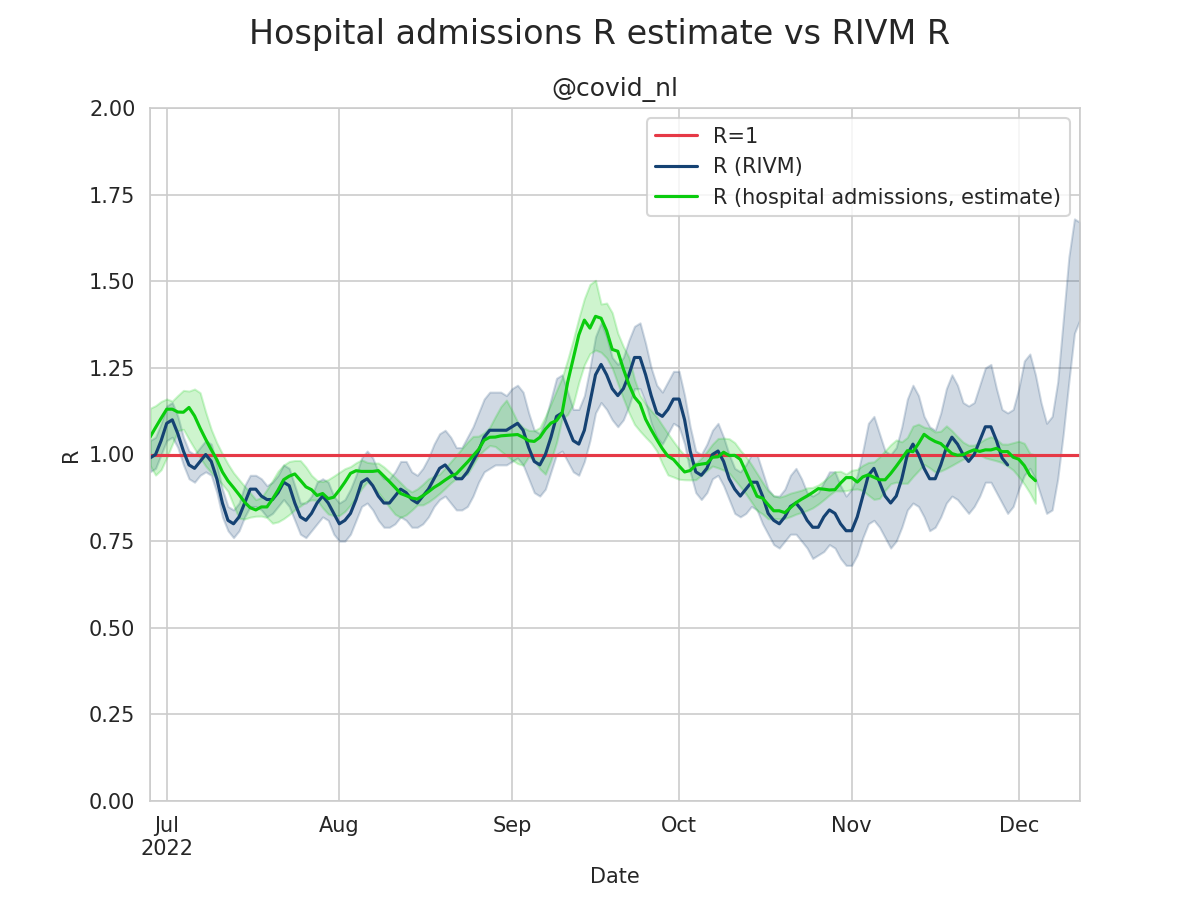 Hospital admissions R estimate vs RIVM R
@covid_nl
R=1
R (RIVM)
R (hospital admissions, estimate)
2.00
1.75
1.50
1.25
1.00
0.75
0.50
0.25
0.00
R
Jul
2022
Aug
Sep
Oct
Nov
Dec
Date